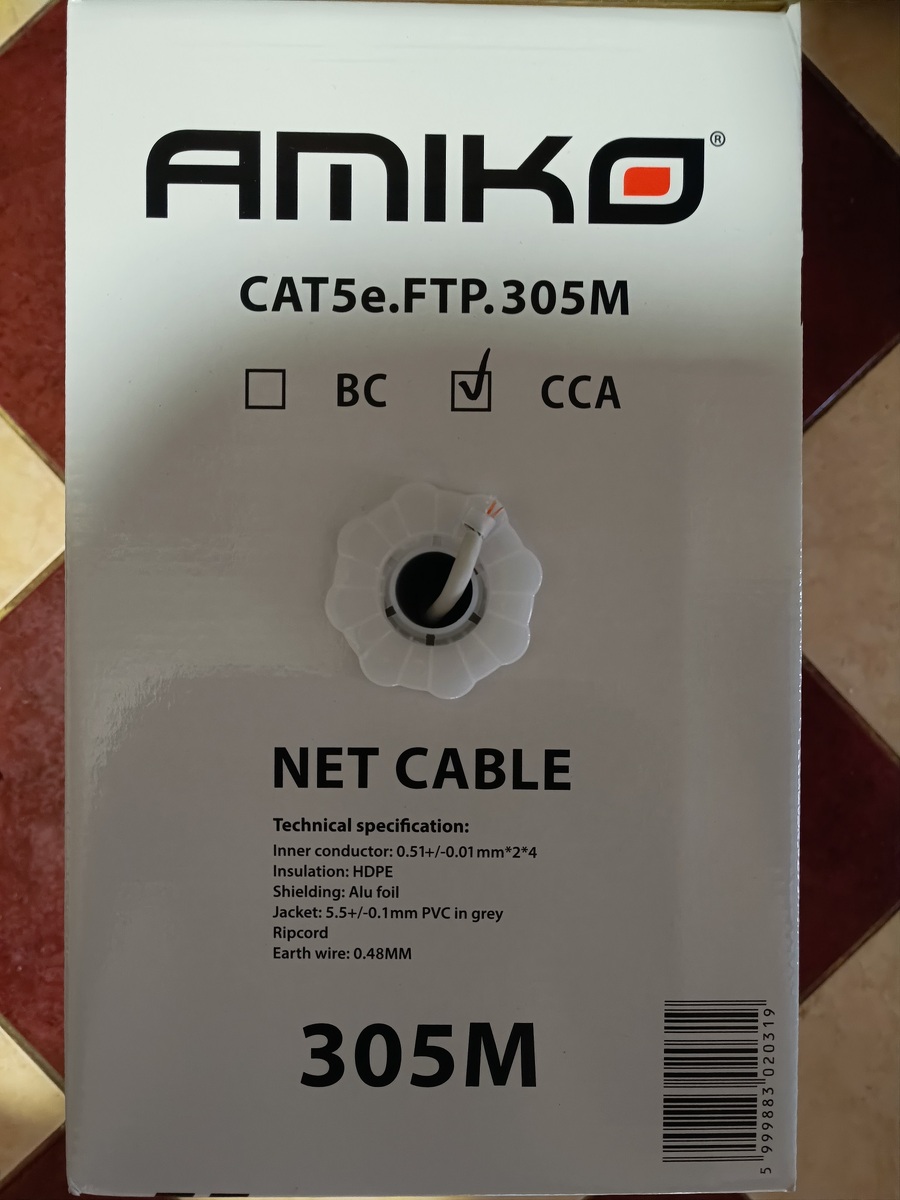 AMIKO®
CAT5e.FTP.305M
BC CCA
NET CABLE
Technical specification:
Inner conductor: 0.51+/-0.01mm*2*4
Insulation: HDPE
Shielding: Alu foil
Jacket: 5.5+/-0.1mm PVC in grey
Ripcord
Earth wire: 0.48MM
305M
5 999883 020319